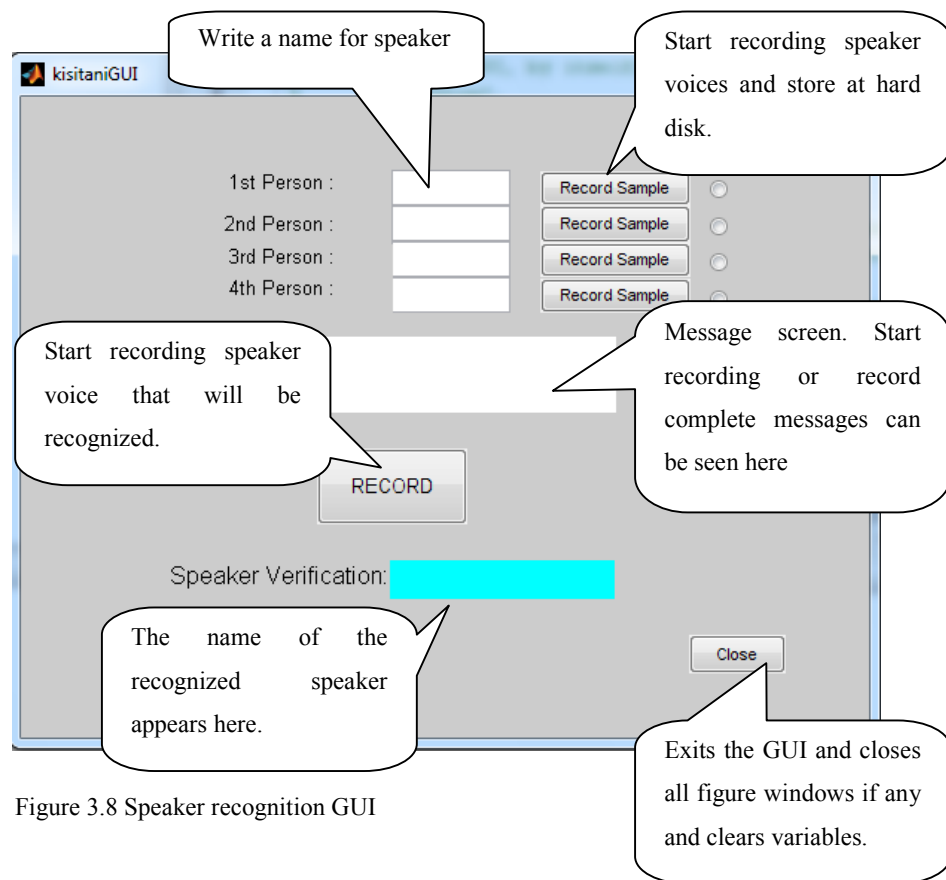 Write a name for speaker
Start recording speaker
voices and store at hard
disk.
kisitaniGUI
1st Person :
Record Sample
2nd Person :
Record Sample
3rd Person :
Record Sample
4th Person :
Record Sample
Start recording speaker
voice that will be
recognized.
Message screen. Start
recording or record
complete messages can
be seen here
RECORD
Speaker Verification:
The name of the
recognized speaker
appears here.
Close
Exits the GUI and closes
all figure windows if any
and clears variables.
Figure 3.8 Speaker recognition GUI